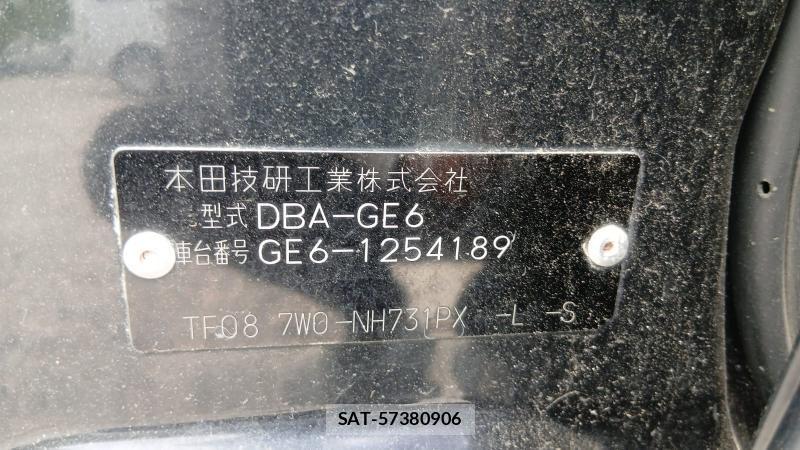 本田技研工業株式会社
型式 DBA-GE6
車台番号 GE6-1254189
TF08 7W0-NH731PX -L -S
SAT-57380906